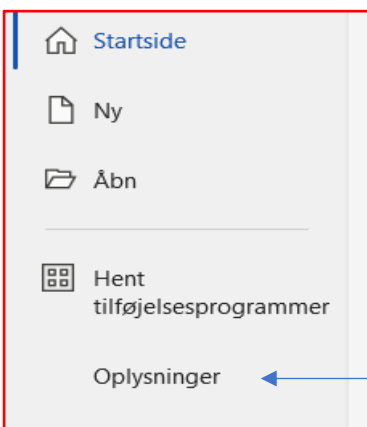 Startside
Ny
Åbn
Hent
tilføjelsesprogrammer
Oplysninger